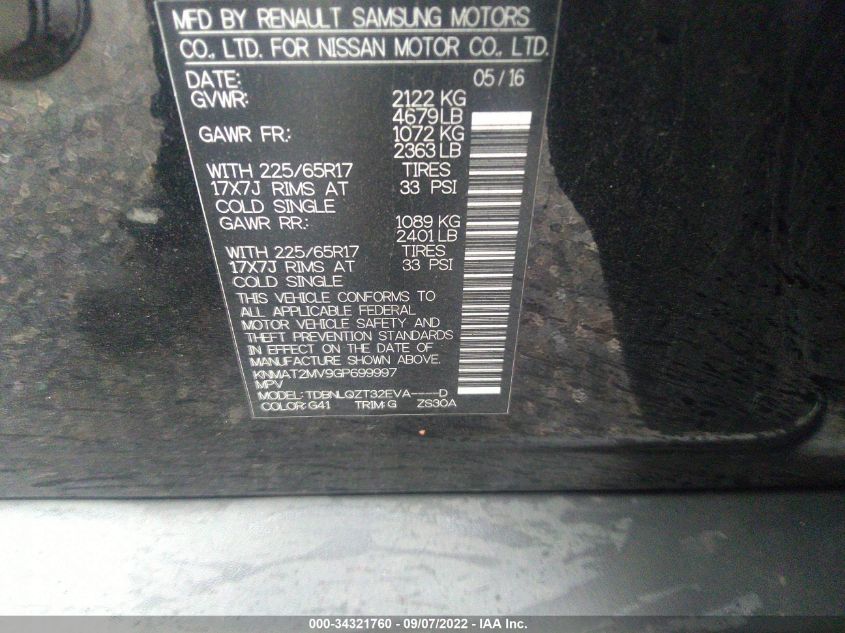 MFD BY RENAULT SAMSUNG MOTORS
CO., LTD. FOR NISSAN MOTOR CO., LTD.
DATE: 05/16
GVWR: 2122 KG
4679 LB
GAWR FR.: 1072 KG
2363 LB
WITH 225/65R17 TIRES
17X7J RIMS AT 33 PSI
COLD SINGLE
GAWR RR.: 1089 KG
2401 LB
WITH 225/65R17 TIRES
17X7J RIMS AT 33 PSI
COLD SINGLE
THIS VEHICLE CONFORMS TO
ALL APPLICABLE FEDERAL
MOTOR VEHICLE SAFETY AND
THEFT PREVENTION STANDARDS
IN EFFECT ON THE DATE OF
MANUFACTURE SHOWN ABOVE.
KNMAT2MV9GP699997
MPV
MODEL: TDBNLQZT32EVA----D
COLOR: G41 TRIM: G ZS30A
000-34321760 - 09/07/2022 - IAA Inc.